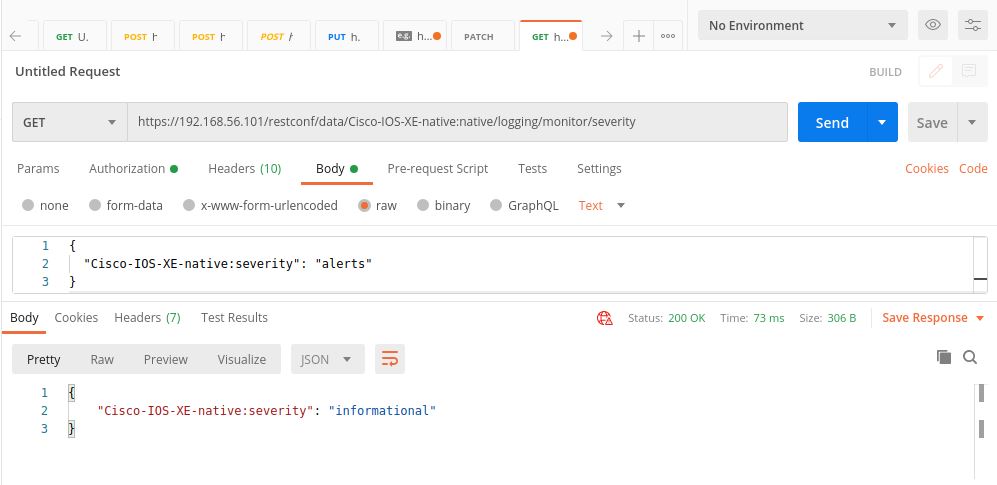 GET U. POST POST POST PUT h. e.g. h... PATCH GET h... No Environment
Untitled Request BUILD
GET https://192.168.56.101/restconf/data/Cisco-IOS-XE-native:native/logging/monitor/severity Send Save
Params Authorization Headers (10) Body Pre-request Script Tests Settings Cookies Code
none form-data x-www-form-urlencoded raw binary GraphQL Text
1 {
2 "Cisco-IOS-XE-native:severity": "alerts"
3 }
Body Cookies Headers (7) Test Results Status: 200 OK Time: 73 ms Size: 306 B Save Response
Pretty Raw Preview Visualize JSON
1 {
2 "Cisco-IOS-XE-native:severity": "informational"
3 }